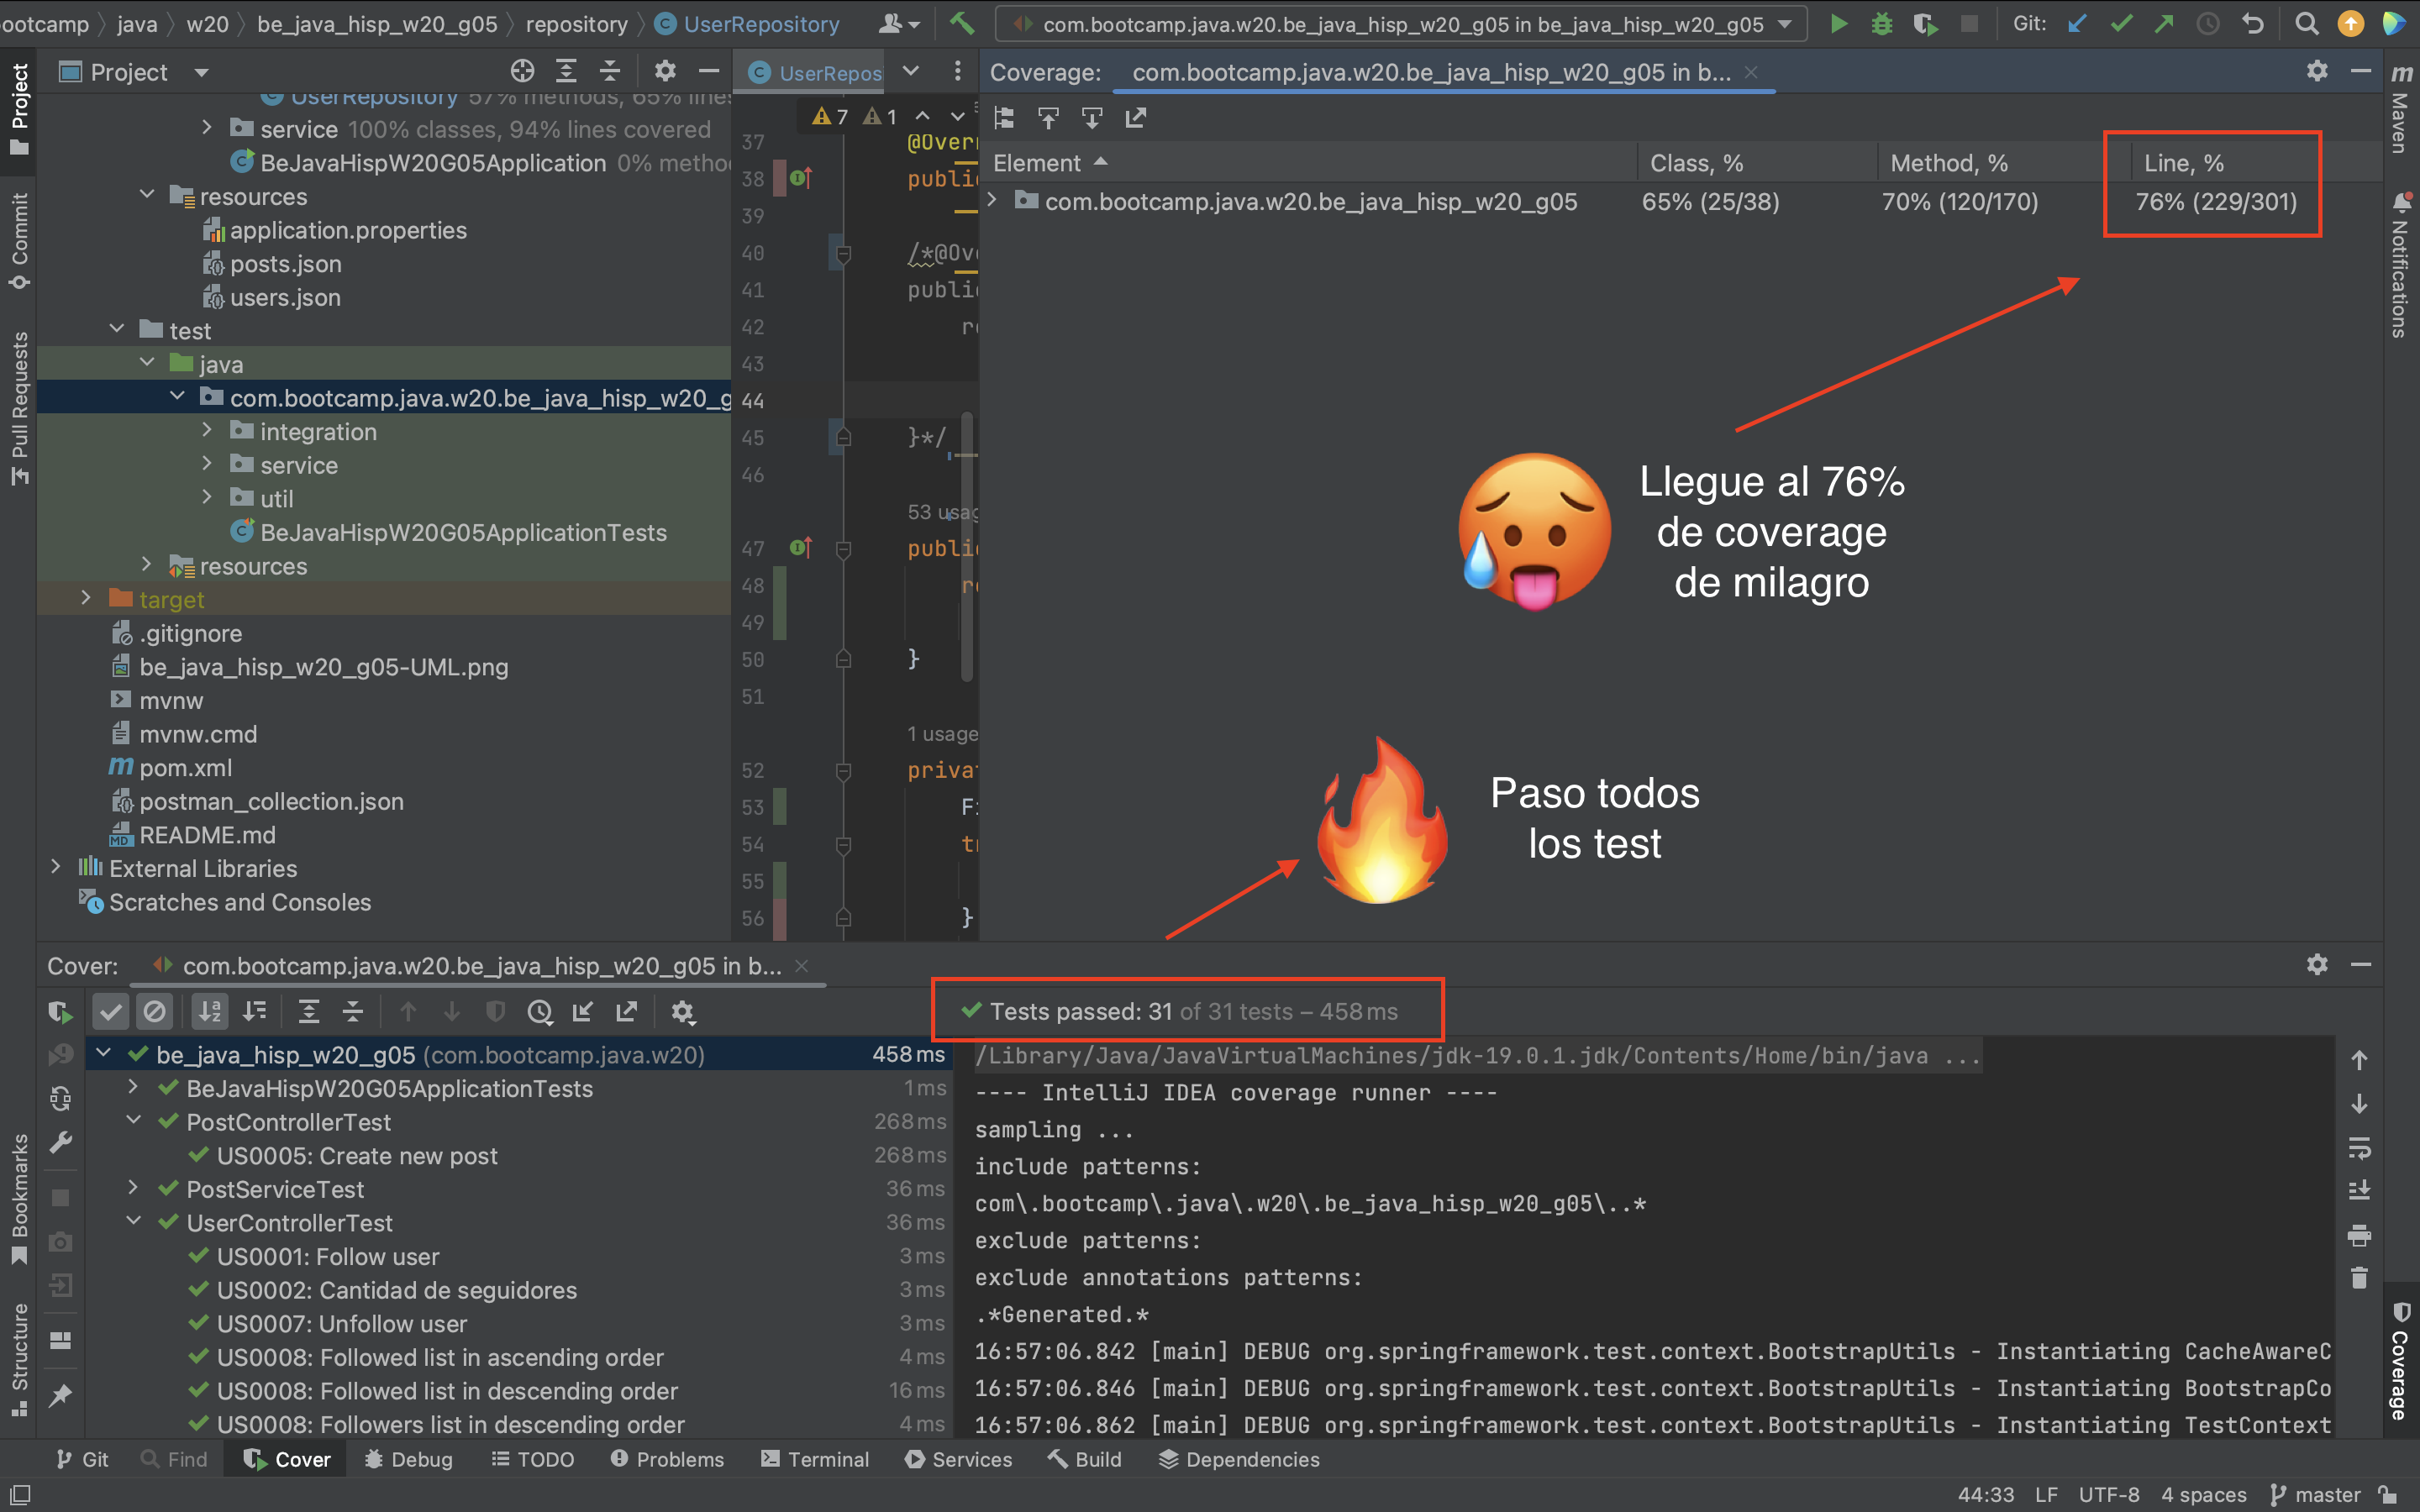 ootcamp java w20 be_java_hisp_w20_g05 repository UserRepository com.bootcamp.java.w20.be_java_hisp_w20_g05 in be_java_hisp_w20_g05 Git:
Project
Commit
Pull Requests
Bookmarks
Structure
Project
UserRepository 57% methods, 65% lines
service 100% classes, 94% lines covered
BeJavaHispW20G05Application 0% metho
resources
application.properties
posts.json
users.json
test
java
com.bootcamp.java.w20.be_java_hisp_w20_g
integration
service
util
BeJavaHispW20G05ApplicationTests
resources
target
.gitignore
be_java_hisp_w20_g05-UML.png
mvnw
mvnw.cmd
pom.xml
postman_collection.json
README.md
External Libraries
Scratches and Consoles
UserRepos
7 1
37 @Overr
38 public
39
40 /*@Ove
41 public
42 re
43
44
45 }*/
46
53 usag
47 public
48 re
49
50 }
51
1 usage
52 privat
53 Fi
54 tr
55
56 }
Coverage: com.bootcamp.java.w20.be_java_hisp_w20_g05 in b...
Element Class, % Method, % Line, %
com.bootcamp.java.w20.be_java_hisp_w20_g05 65% (25/38) 70% (120/170) 76% (229/301)
Llegue al 76%
de coverage
de milagro
Paso todos
los test
Maven
Notifications
Coverage
Cover: com.bootcamp.java.w20.be_java_hisp_w20_g05 in b...
Tests passed: 31 of 31 tests – 458 ms
be_java_hisp_w20_g05 (com.bootcamp.java.w20) 458 ms
BeJavaHispW20G05ApplicationTests 1 ms
PostControllerTest 268 ms
US0005: Create new post 268 ms
PostServiceTest 36 ms
UserControllerTest 36 ms
US0001: Follow user 3 ms
US0002: Cantidad de seguidores 3 ms
US0007: Unfollow user 3 ms
US0008: Followed list in ascending order 4 ms
US0008: Followed list in descending order 16 ms
US0008: Followers list in descending order 4 ms
/Library/Java/JavaVirtualMachines/jdk-19.0.1.jdk/Contents/Home/bin/java ...
---- IntelliJ IDEA coverage runner ----
sampling ...
include patterns:
com\.bootcamp\.java\.w20\.be_java_hisp_w20_g05\..*
exclude patterns:
exclude annotations patterns:
.*Generated.*
16:57:06.842 [main] DEBUG org.springframework.test.context.BootstrapUtils - Instantiating CacheAwareC
16:57:06.846 [main] DEBUG org.springframework.test.context.BootstrapUtils - Instantiating BootstrapCo
16:57:06.862 [main] DEBUG org.springframework.test.context.BootstrapUtils - Instantiating TestContext
Git Find Cover Debug TODO Problems Terminal Services Build Dependencies
44:33 LF UTF-8 4 spaces master